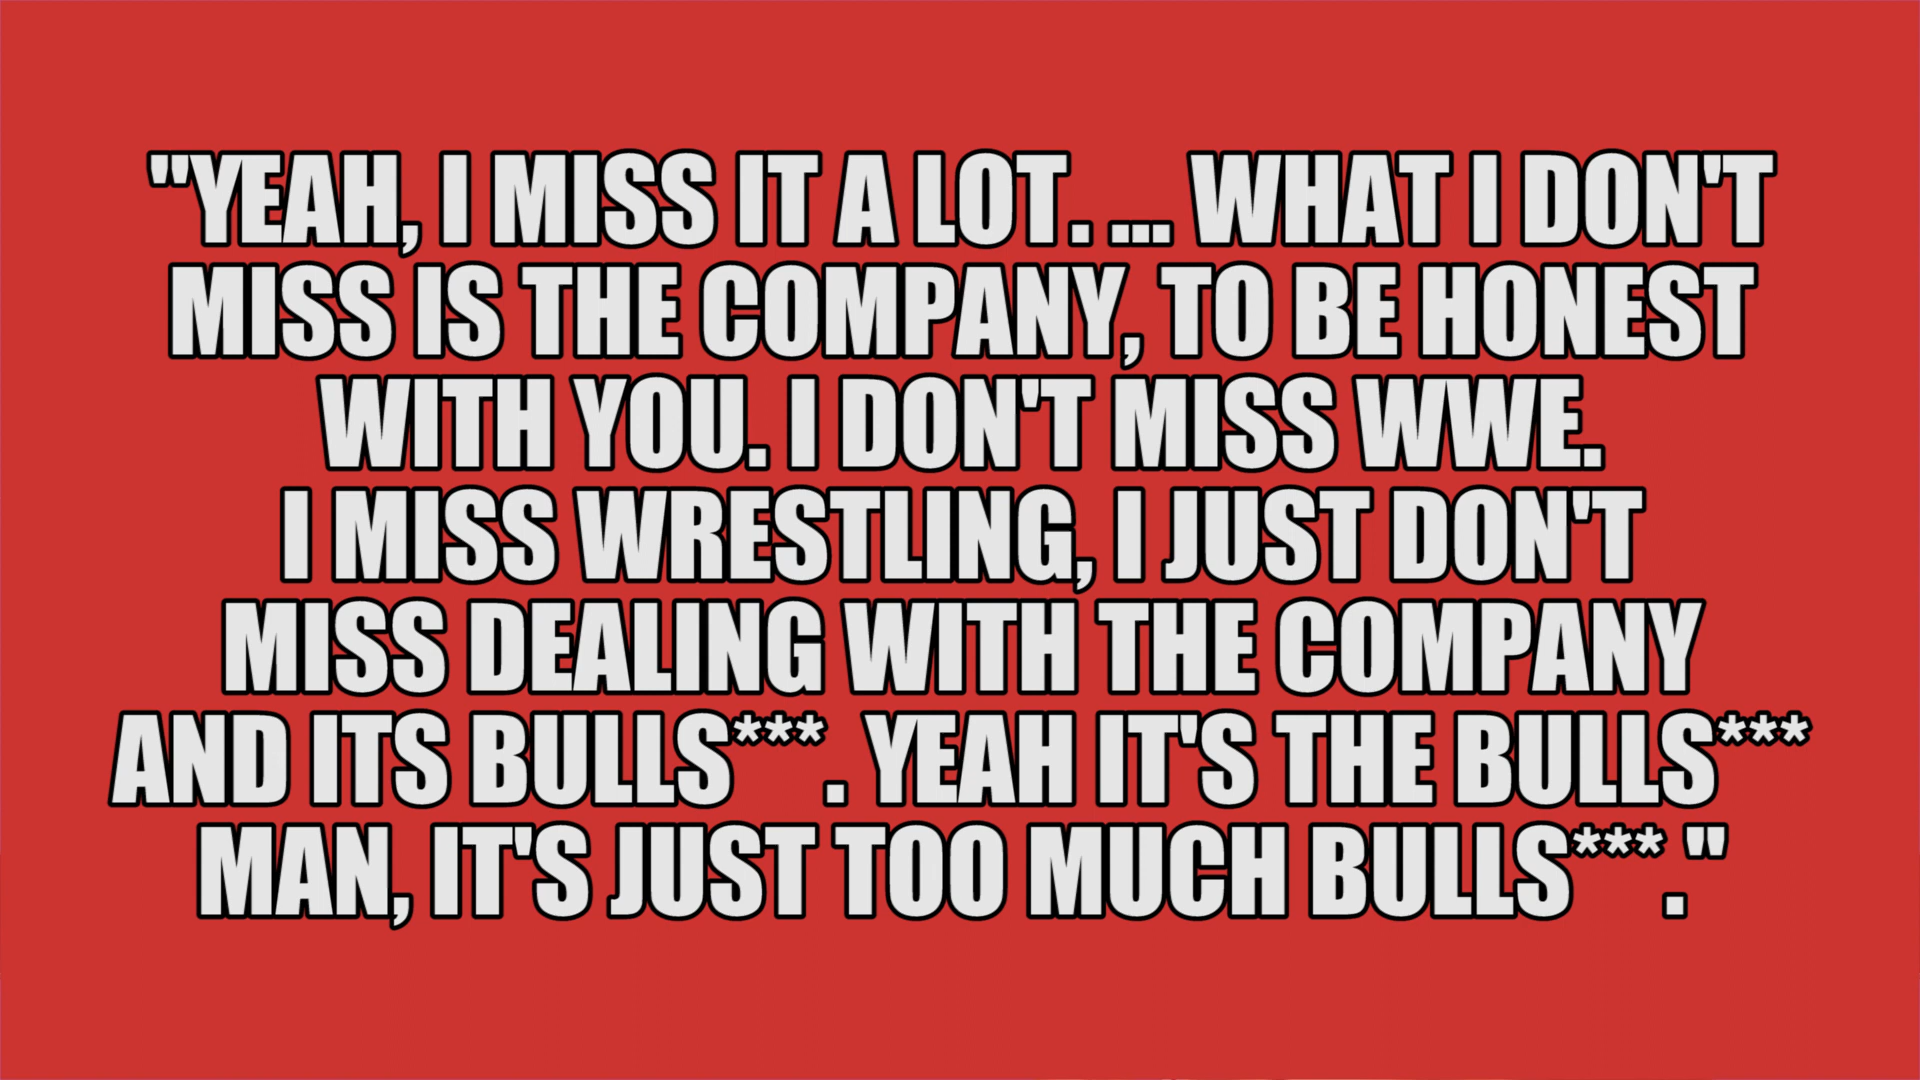 "YEAH, I MISS IT A LOT. ... WHAT I DON'T
MISS IS THE COMPANY, TO BE HONEST
WITH YOU. I DON'T MISS WWE.
I MISS WRESTLING, I JUST DON'T
MISS DEALING WITH THE COMPANY
AND ITS BULLS*** . YEAH IT'S THE BULLS***
MAN, IT'S JUST TOO MUCH BULLS*** ."